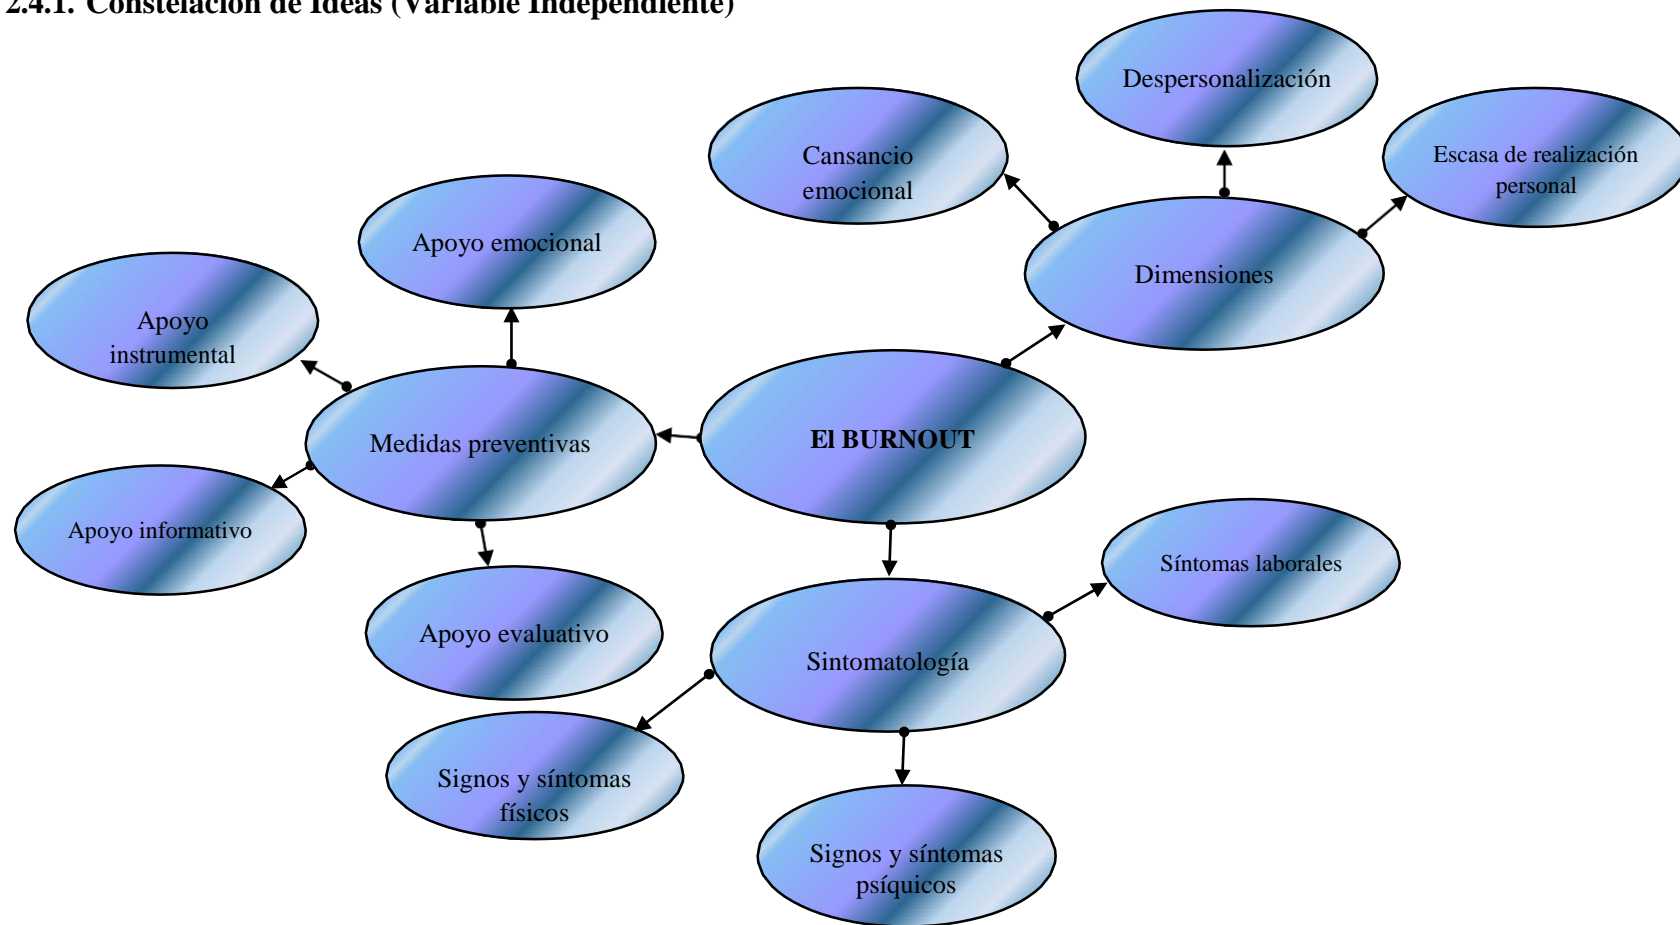 2.4.1. Constelación de Ideas (Variable Independiente)
Despersonalización
Cansancio
emocional
Escasa de realización
personal
Dimensiones
Apoyo emocional
Apoyo
instrumental
Medidas preventivas
El BURNOUT
Apoyo informativo
Apoyo evaluativo
Síntomas laborales
Sintomatología
Signos y síntomas
físicos
Signos y síntomas
psíquicos